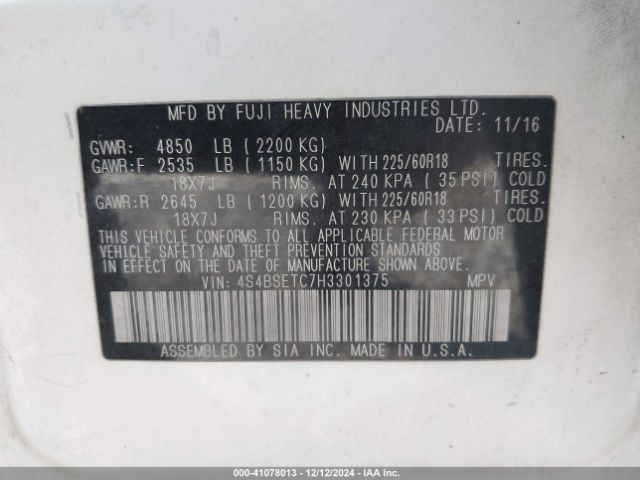 MFD BY FUJI HEAVY INDUSTRIES LTD.
DATE: 11/16
GVWR: 4850 LB (2200 KG)
GAWR:F 2535 LB (1150 KG) WITH 225/60R18 TIRES.
18X7J RIMS. AT 240 KPA ( 35 PSI) COLD
GAWR:R 2645 LB (1200 KG) WITH 225/60R18 TIRES.
18X7J RIMS. AT 230 KPA ( 33 PSI) COLD
THIS VEHICLE CONFORMS TO ALL APPLICABLE FEDERAL MOTOR
VEHICLE SAFETY AND THEFT PREVENTION STANDARDS
IN EFFECT ON THE DATE OF MANUFACTURE SHOWN ABOVE.
VIN: 4S4BSETC7H3301375 MPV
ASSEMBLED BY SIA INC. MADE IN U.S.A.
000-41078013 - 12/12/2024 - IAA Inc.